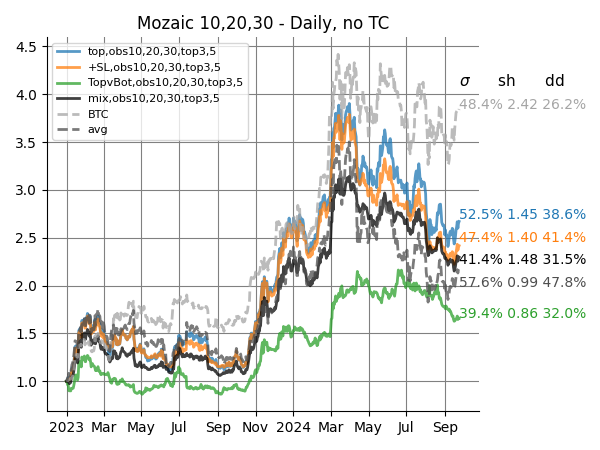 Mozaic 10,20,30 - Daily, no TC
top,obs10,20,30,top3,5
+SL,obs10,20,30,top3,5
TopvBot,obs10,20,30,top3,5
mix,obs10,20,30,top3,5
BTC
avg
σ sh dd
48.4% 2.42 26.2%
52.5% 1.45 38.6%
47.4% 1.40 41.4%
41.4% 1.48 31.5%
57.6% 0.99 47.8%
39.4% 0.86 32.0%
4.5
4.0
3.5
3.0
2.5
2.0
1.5
1.0
2023 Mar May Jul Sep Nov 2024 Mar May Jul Sep